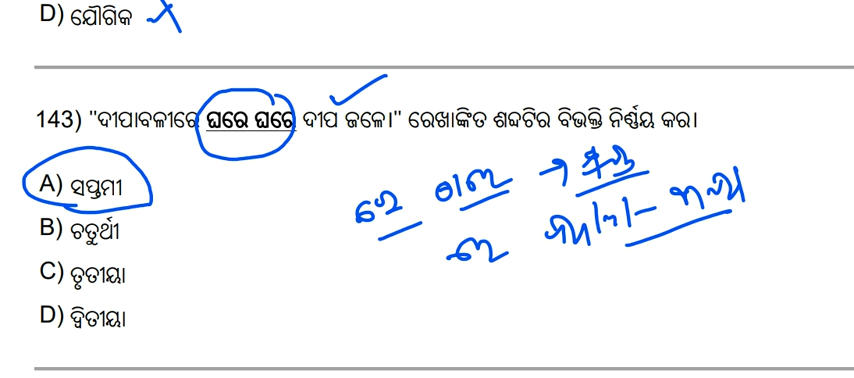 D) ଯୌଗିକ
143) "ଦୀପାବଳୀରେ ଘରେ ଘରେ ଦୀପ ଜଳେ।" ରେଖାଙ୍କିତ ଶବ୍ଦଟିର ବିଭକ୍ତି ନିର୍ଣ୍ଣୟ କର।
A) ସପ୍ତମୀ
B) ଚତୁର୍ଥୀ
C) ତୃତୀୟା
D) ଦ୍ୱିତୀୟା
ରେ